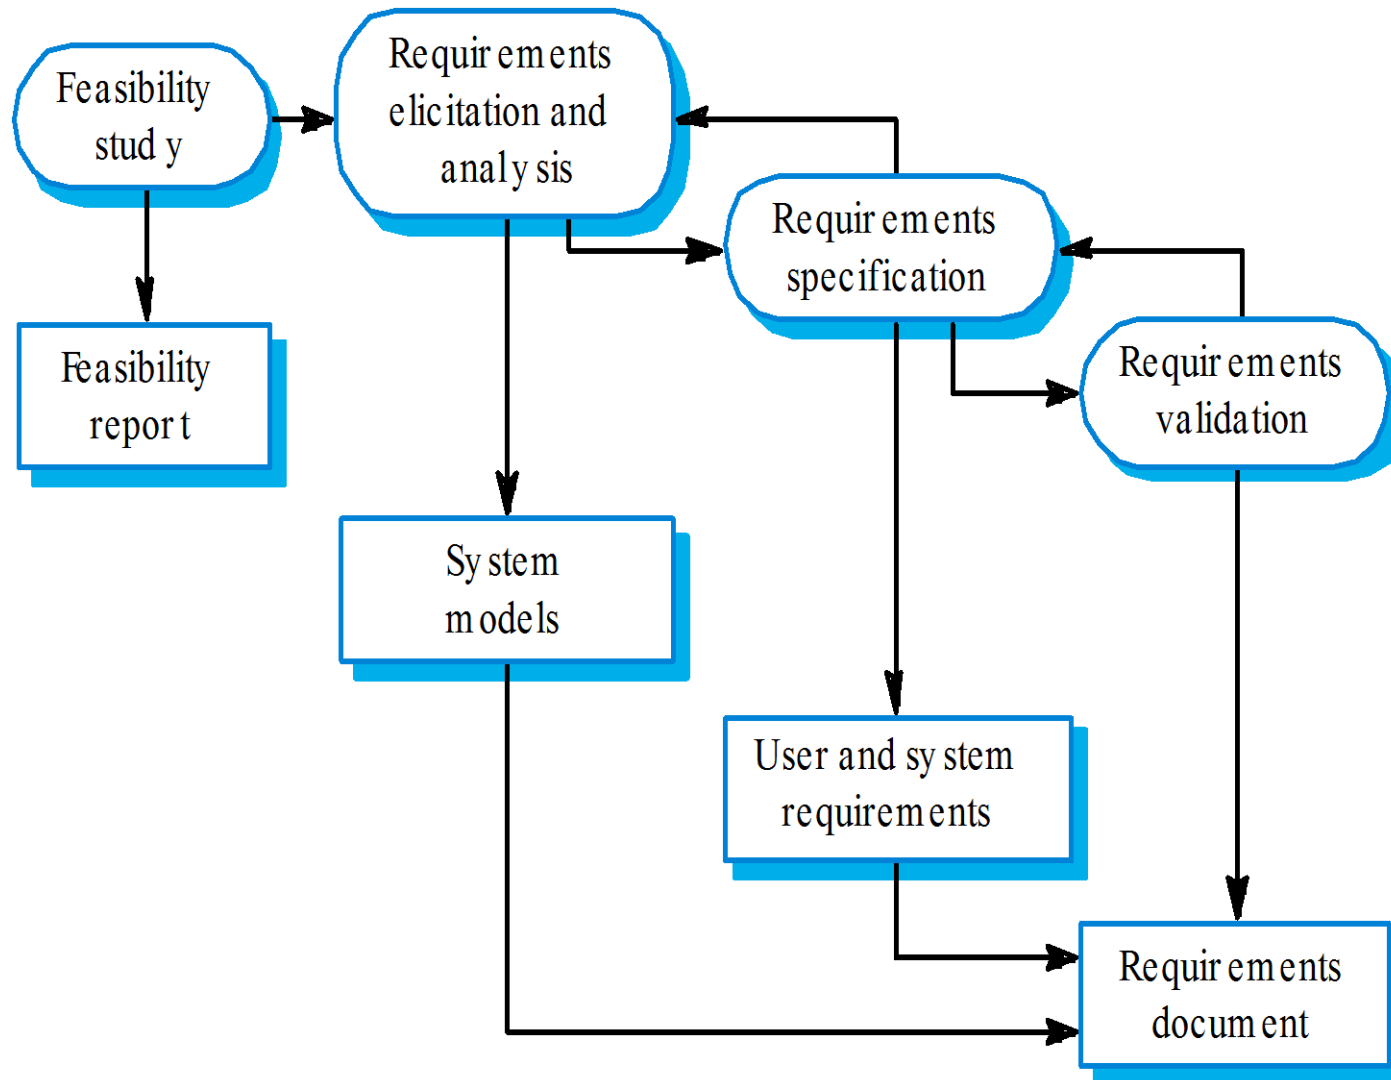 Feasibility
study
Requirements
elicitation and
analysis
Requirements
specification
Requirements
validation
Feasibility
report
System
models
User and system
requirements
Requirements
document